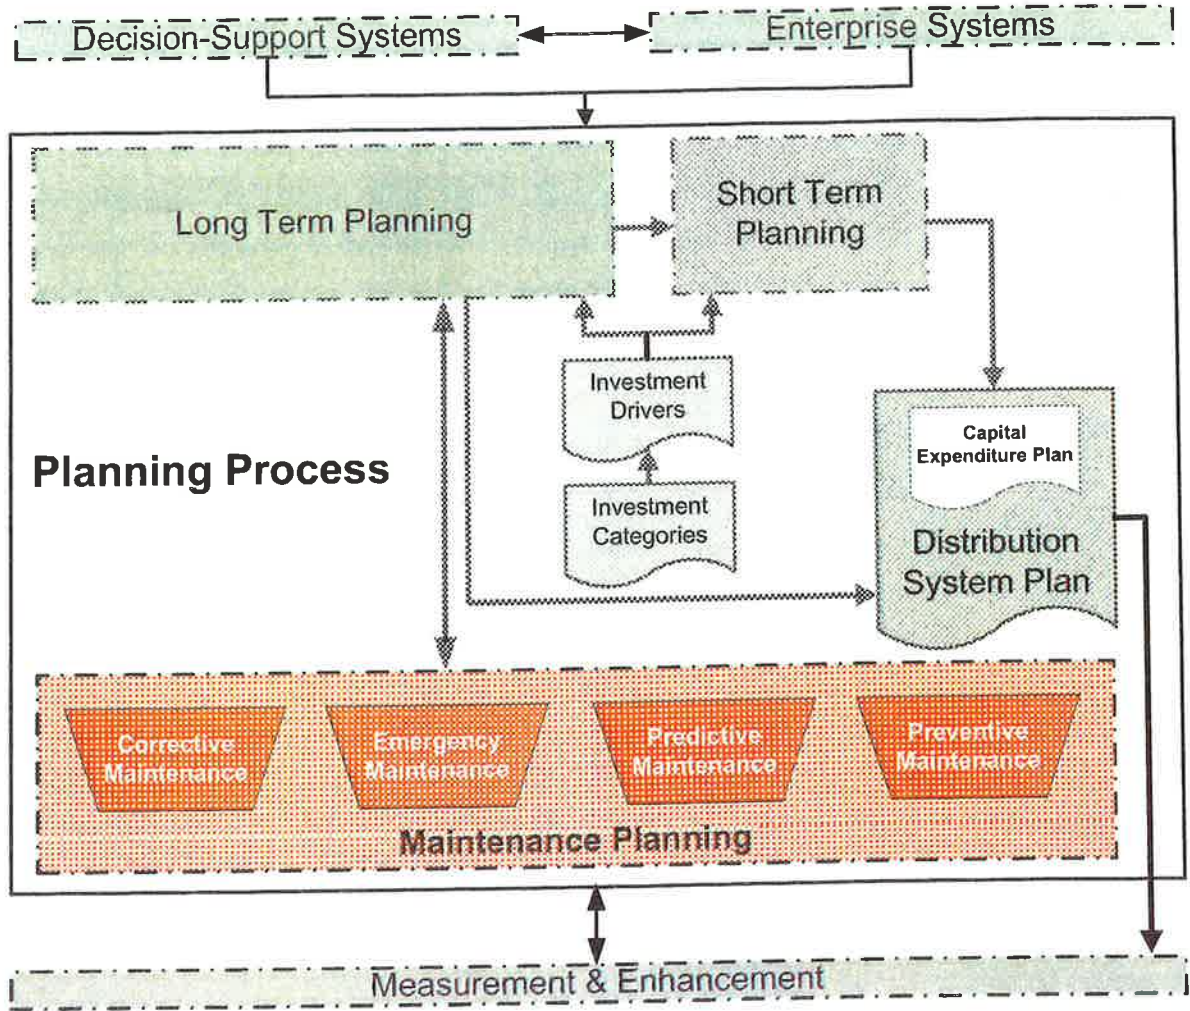 Decision-Support Systems
Enterprise Systems
Long Term Planning
Short Term
Planning
Investment
Drivers
Capital
Expenditure Plan
Planning Process
Investment
Categories
Distribution
System Plan
Corrective
Maintenance
Emergency
Maintenance
Predictive
Maintenance
Preventive
Maintenance
Maintenance Planning
Measurement & Enhancement